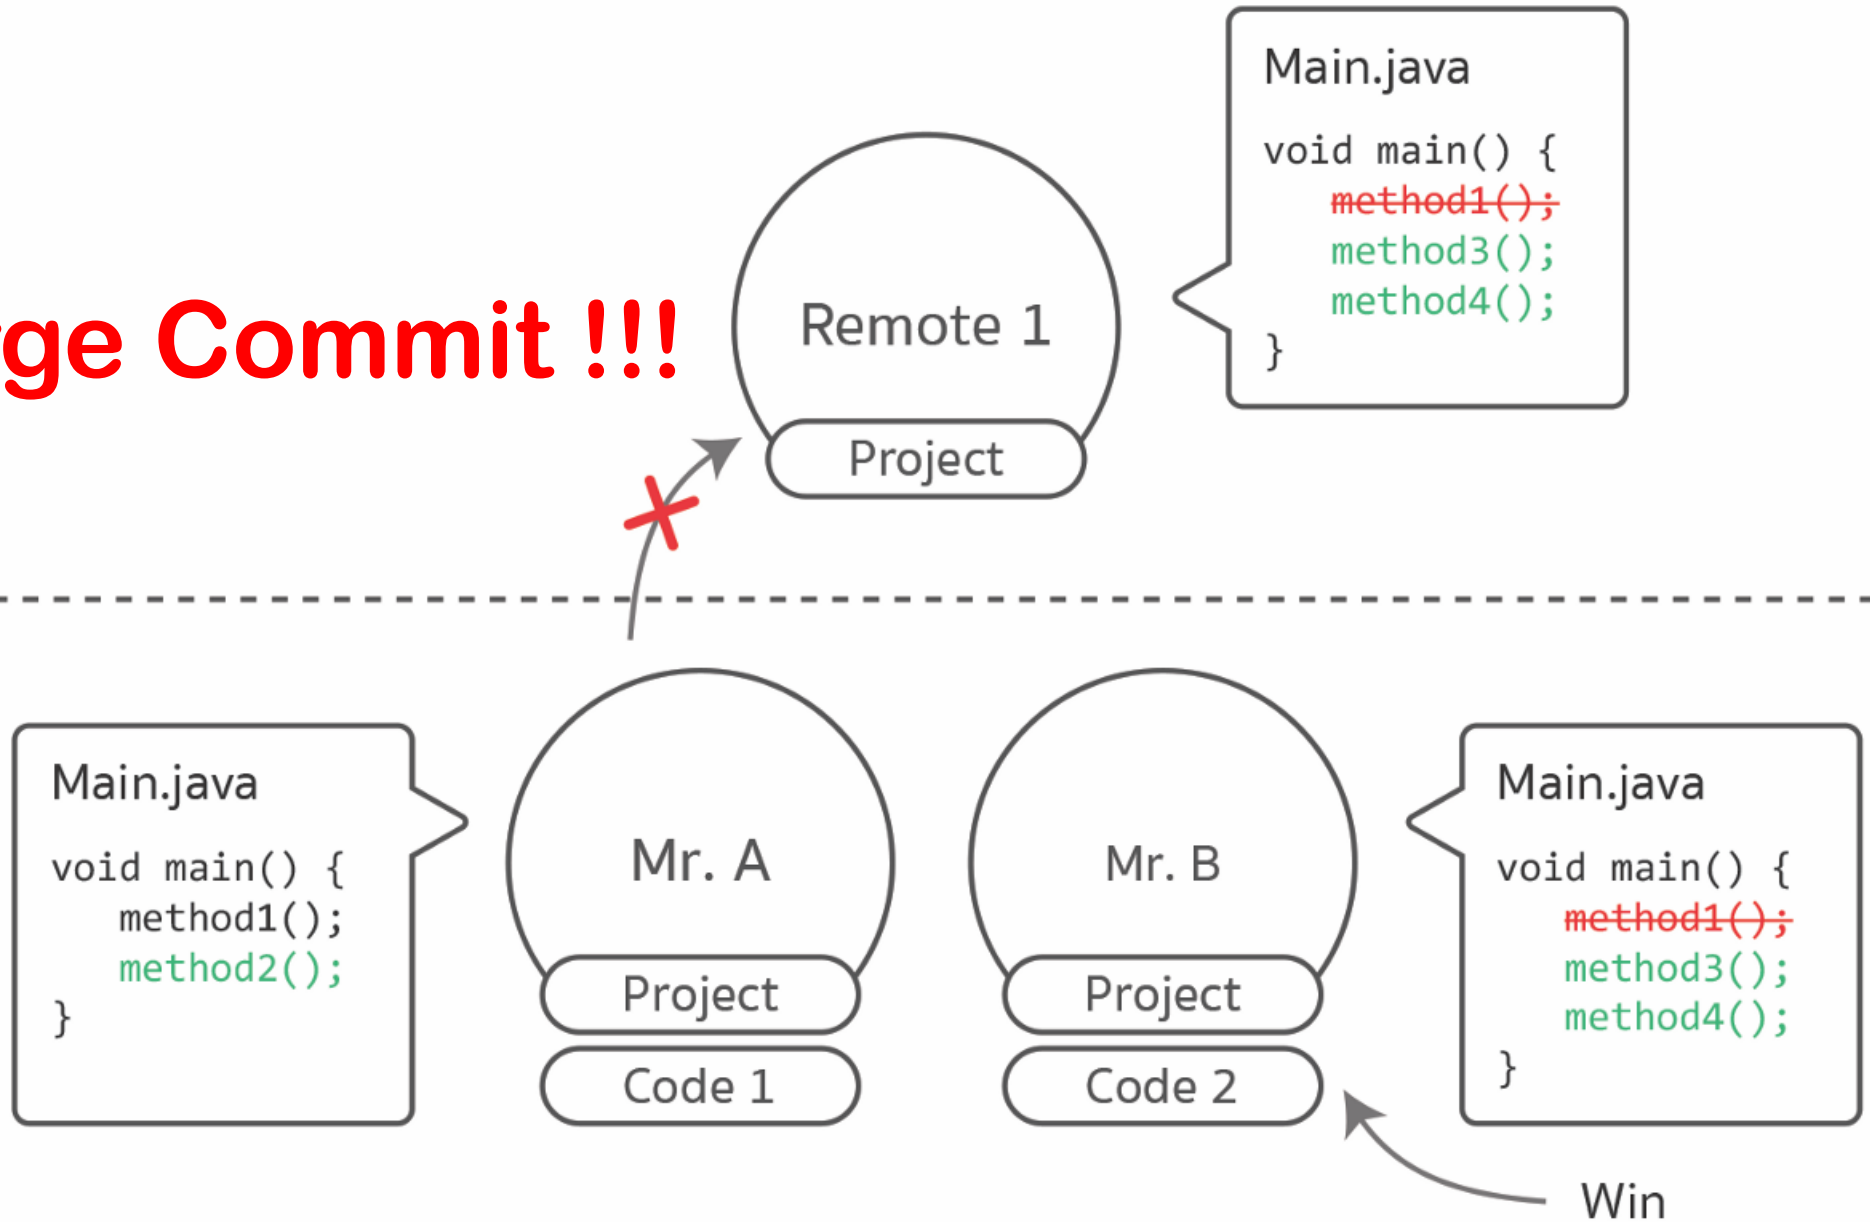 Main.java
void main() {
method1();
method3();
method4();
}
Remote 1
Project
ge Commit !!!
Main.java
void main() {
method1();
method2();
}
Mr. A
Project
Code 1
Mr. B
Project
Code 2
Main.java
void main() {
method1();
method3();
method4();
}
Win